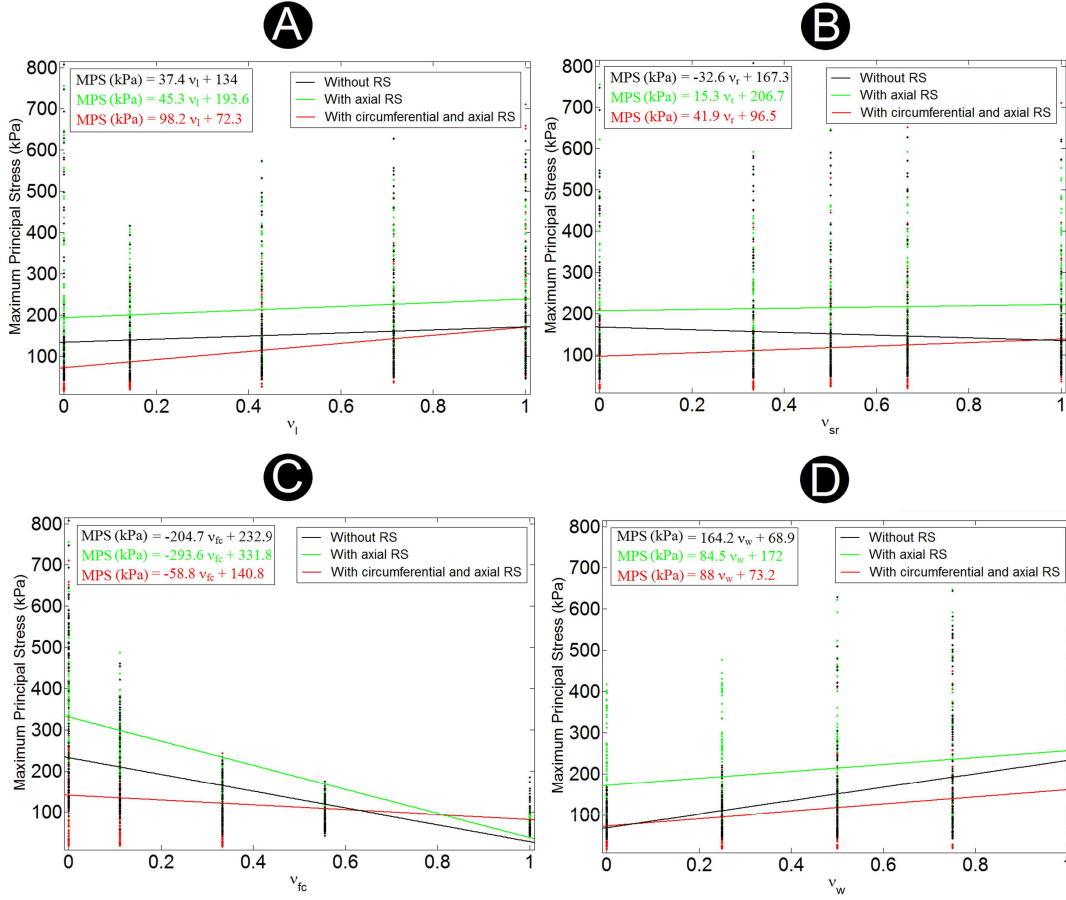 A
MPS (kPa) = 37.4 νl + 134
MPS (kPa) = 45.3 νl + 193.6
MPS (kPa) = 98.2 νl + 72.3
Without RS
With axial RS
With circumferential and axial RS
Maximum Principal Stress (kPa)
800
700
600
500
400
300
200
100
0
0.2
0.4
0.6
0.8
1
νl
B
MPS (kPa) = -32.6 νr + 167.3
MPS (kPa) = 15.3 νr + 206.7
MPS (kPa) = 41.9 νr + 96.5
Without RS
With axial RS
With circumferential and axial RS
Maximum Principal Stress (kPa)
800
700
600
500
400
300
200
100
0
0.2
0.4
0.6
0.8
1
νsr
C
MPS (kPa) = -204.7 νfc + 232.9
MPS (kPa) = -293.6 νfc + 331.8
MPS (kPa) = -58.8 νfc + 140.8
Without RS
With axial RS
With circumferential and axial RS
Maximum Principal Stress (kPa)
800
700
600
500
400
300
200
100
0
0.2
0.4
0.6
0.8
1
νfc
D
MPS (kPa) = 164.2 νw + 68.9
MPS (kPa) = 84.5 νw + 172
MPS (kPa) = 88 νw + 73.2
Without RS
With axial RS
With circumferential and axial RS
Maximum Principal Stress (kPa)
800
700
600
500
400
300
200
100
0
0.2
0.4
0.6
0.8
νw